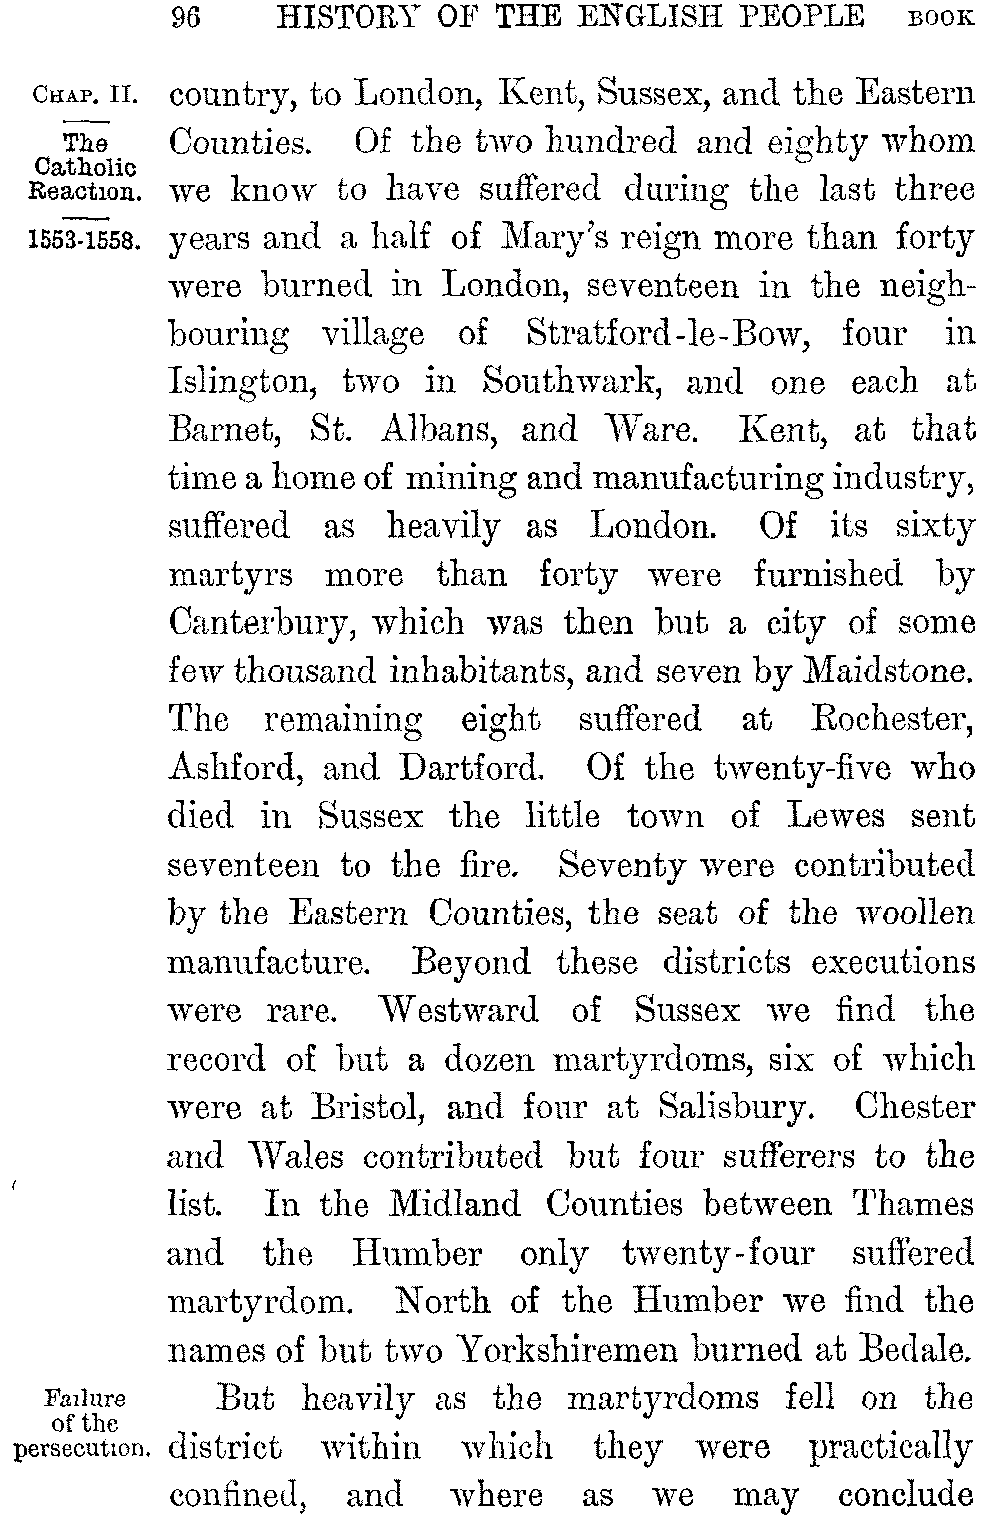 96 HISTORY OF THE ENGLISH PEOPLE BOOK
CHAP. II.
The
Catholic
Reaction.
1553-1558.
country, to London, Kent, Sussex, and the Eastern
Counties. Of the two hundred and eighty whom
we know to have suffered during the last three
years and a half of Mary's reign more than forty
were burned in London, seventeen in the neigh-
bouring village of Stratford-le-Bow, four in
Islington, two in Southwark, and one each at
Barnet, St. Albans, and Ware. Kent, at that
time a home of mining and manufacturing industry,
suffered as heavily as London. Of its sixty
martyrs more than forty were furnished by
Canterbury, which was then but a city of some
few thousand inhabitants, and seven by Maidstone.
The remaining eight suffered at Rochester,
Ashford, and Dartford. Of the twenty-five who
died in Sussex the little town of Lewes sent
seventeen to the fire. Seventy were contributed
by the Eastern Counties, the seat of the woollen
manufacture. Beyond these districts executions
were rare. Westward of Sussex we find the
record of but a dozen martyrdoms, six of which
were at Bristol, and four at Salisbury. Chester
and Wales contributed but four sufferers to the
list. In the Midland Counties between Thames
and the Humber only twenty-four suffered
martyrdom. North of the Humber we find the
names of but two Yorkshiremen burned at Bedale.
Failure
of the
persecution.
But heavily as the martyrdoms fell on the
district within which they were practically
confined, and where as we may conclude